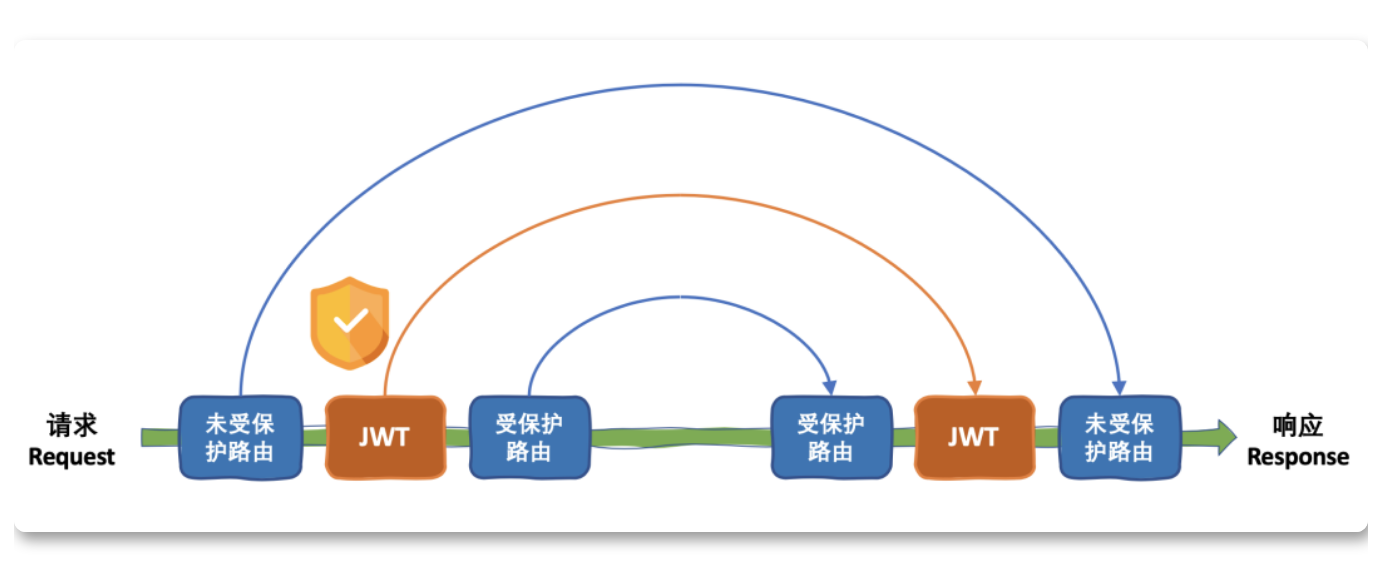 请求
Request
未受保
护路由
JWT
受保护
路由
受保护
路由
JWT
未受保
护路由
响应
Response